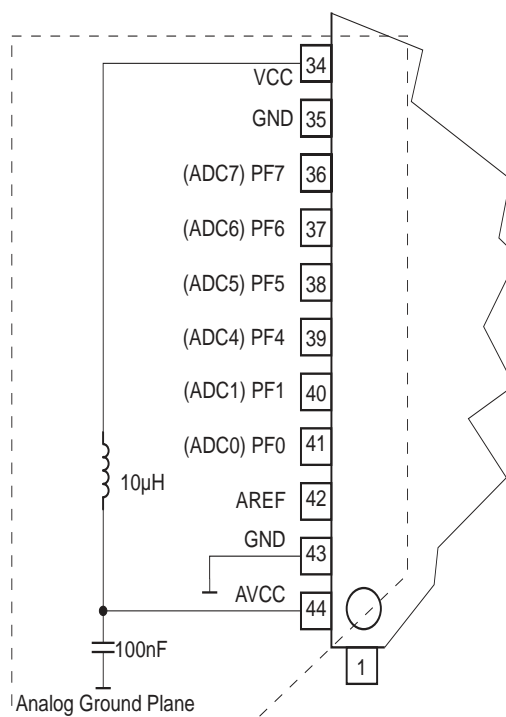 VCC 34
GND 35
(ADC7) PF7 36
(ADC6) PF6 37
(ADC5) PF5 38
(ADC4) PF4 39
(ADC1) PF1 40
(ADC0) PF0 41
10µH
AREF 42
GND 43
AVCC 44
100nF
1
Analog Ground Plane